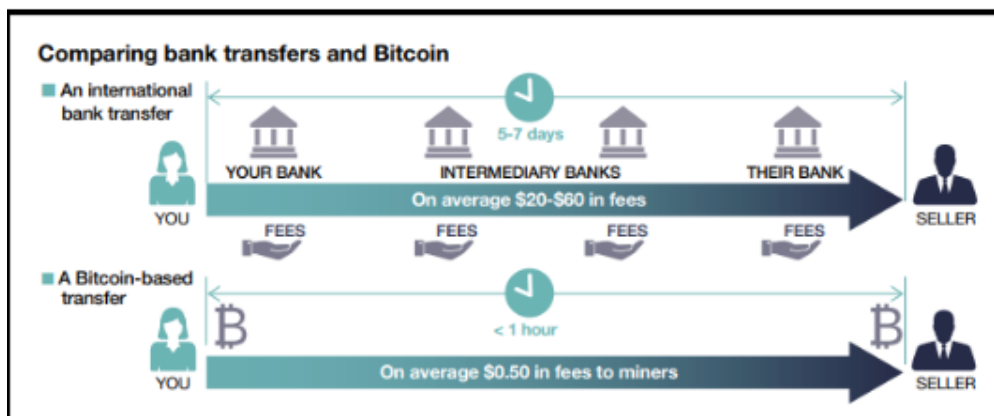 Comparing bank transfers and Bitcoin
An international
bank transfer
5-7 days
YOUR BANK
INTERMEDIARY BANKS
THEIR BANK
On average $20-$60 in fees
YOU
SELLER
FEES
FEES
FEES
FEES
A Bitcoin-based
transfer
< 1 hour
On average $0.50 in fees to miners
YOU
SELLER